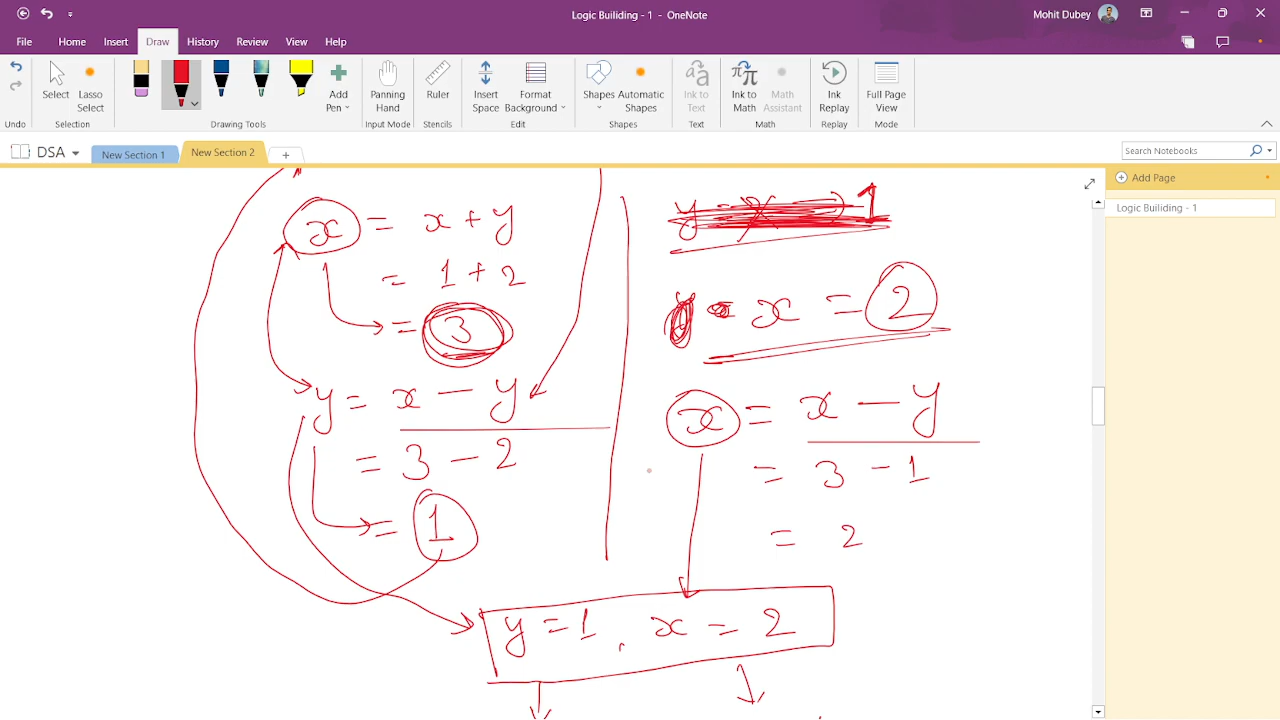 Logic Building - 1 - OneNote
Mohit Dubey
File Home Insert Draw History View Help
Undo
Select
Lasso Select
Add Pen
Panning Hand
Ruler
Insert Space
Format Background
Shapes
Automatic Shapes
Ink to Text
Ink to Math
Math Assistant
Ink Replay
Full Page View
Selection Drawing Tools Input Mode Stencils Edit Shapes Text Math Replay Mode
DSA New Section 1 New Section 2 +
Search Notebooks
Add Page
Logic Builiding - 1
x = x + y
= 1 + 2
= 3
y = x - y
= 3 - 2
= 1
1
x = 2
x = x - y
= 3 - 1
= 2
y = 1 , x = 2